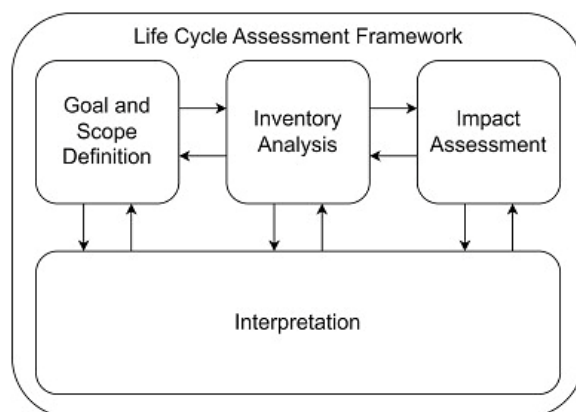 Life Cycle Assessment Framework
Goal and
Scope
Definition
Inventory
Analysis
Impact
Assessment
Interpretation